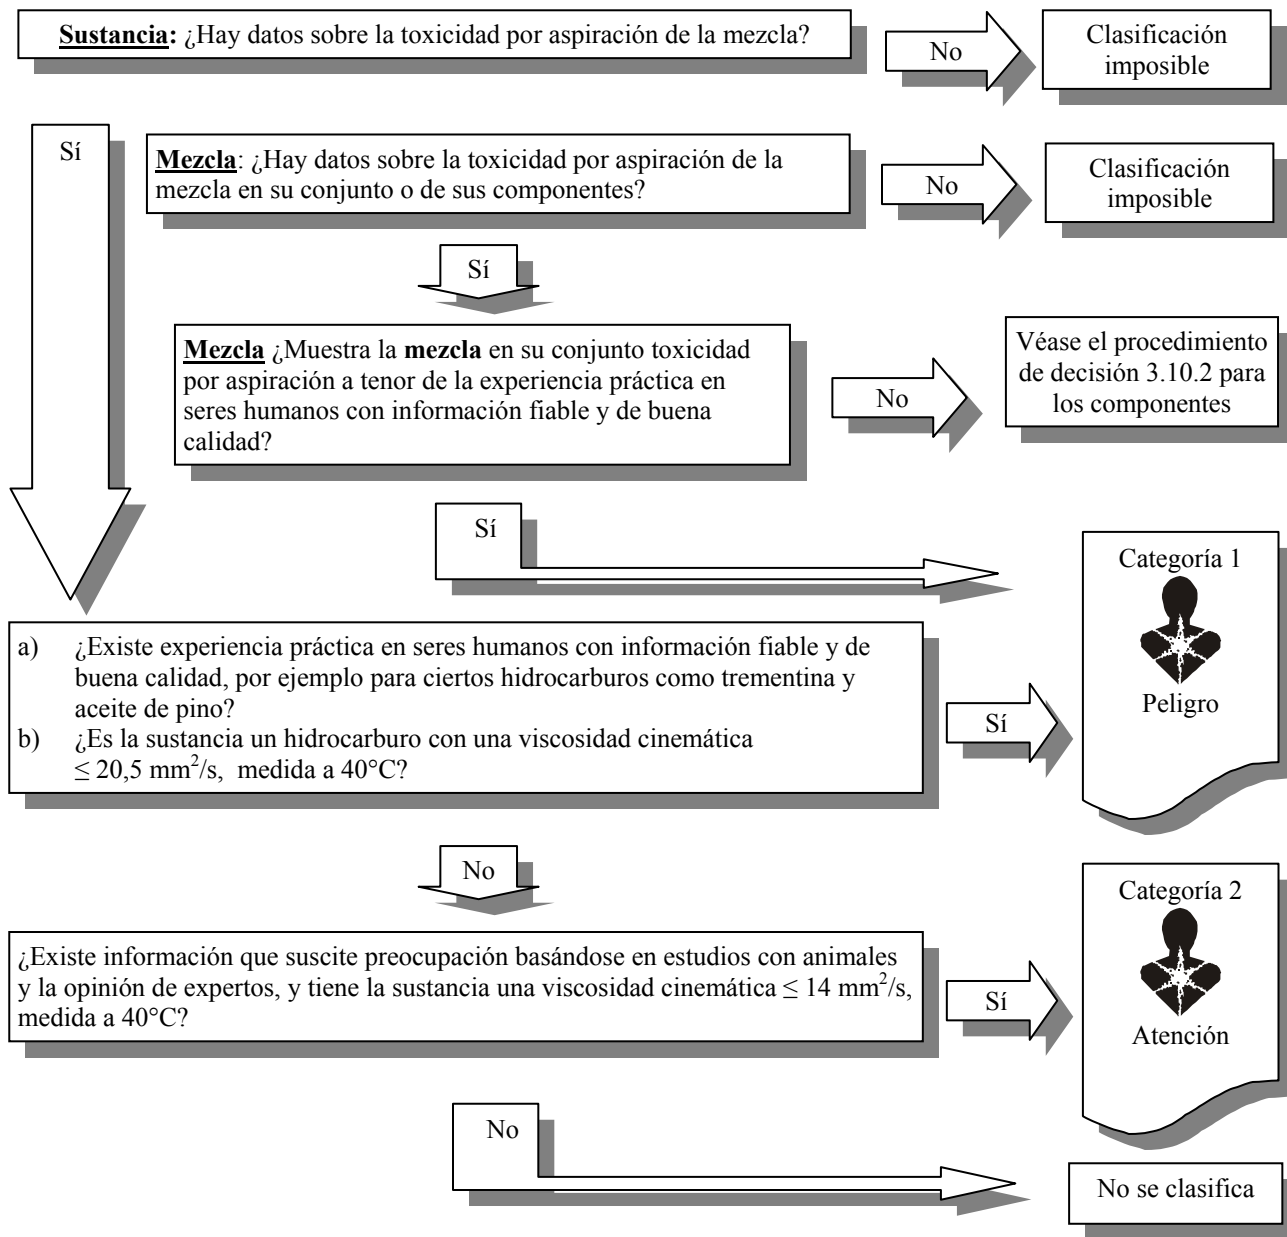 Sustancia: ¿Hay datos sobre la toxicidad por aspiración de la mezcla?
No
Clasificación
imposible
Sí
Mezcla: ¿Hay datos sobre la toxicidad por aspiración de la
mezcla en su conjunto o de sus componentes?
No
Clasificación
imposible
Sí
Mezcla ¿Muestra la mezcla en su conjunto toxicidad
por aspiración a tenor de la experiencia práctica en
seres humanos con información fiable y de buena
calidad?
No
Véase el procedimiento
de decisión 3.10.2 para
los componentes
Sí
Categoría 1
Peligro
a) ¿Existe experiencia práctica en seres humanos con información fiable y de
buena calidad, por ejemplo para ciertos hidrocarburos como trementina y
aceite de pino?
b) ¿Es la sustancia un hidrocarburo con una viscosidad cinemática
≤ 20,5 mm²/s, medida a 40°C?
Sí
No
Categoría 2
Atención
¿Existe información que suscite preocupación basándose en estudios con animales
y la opinión de expertos, y tiene la sustancia una viscosidad cinemática ≤ 14 mm²/s,
medida a 40°C?
Sí
No
No se clasifica